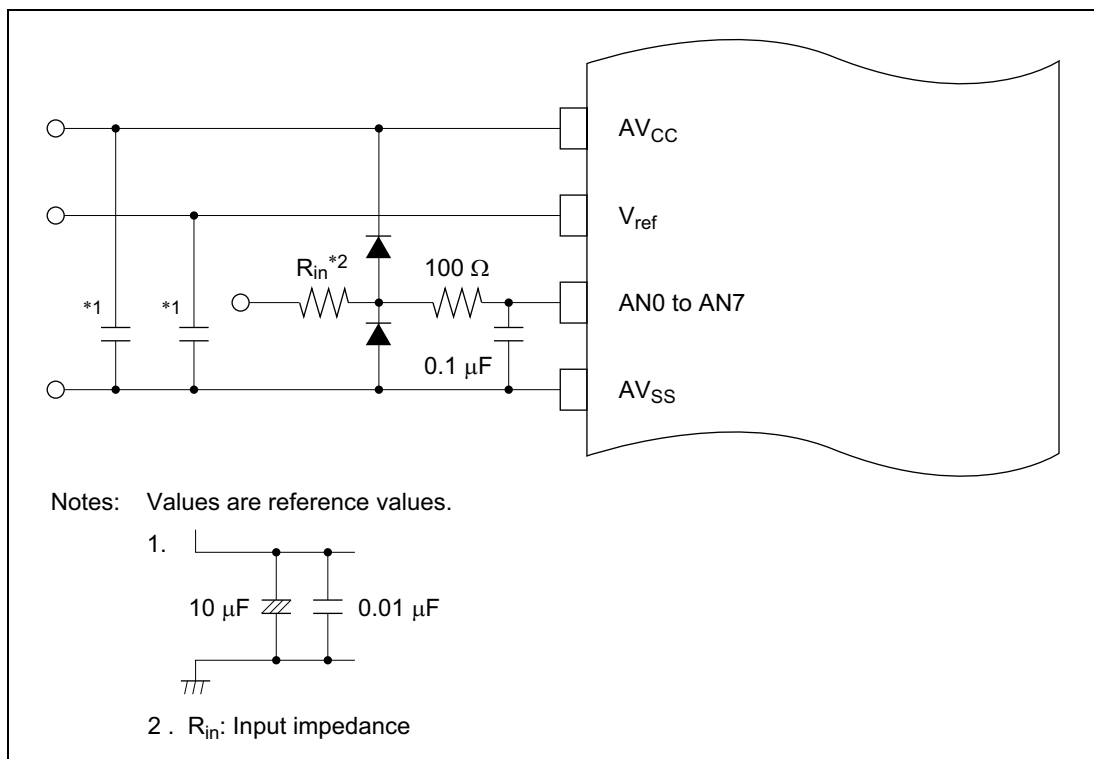 AVCC
Vref
Rin*2
100 Ω
*1
*1
AN0 to AN7
0.1 μF
AVSS
Notes: Values are reference values.
1.
10 μF
0.01 μF
2 . Rin: Input impedance